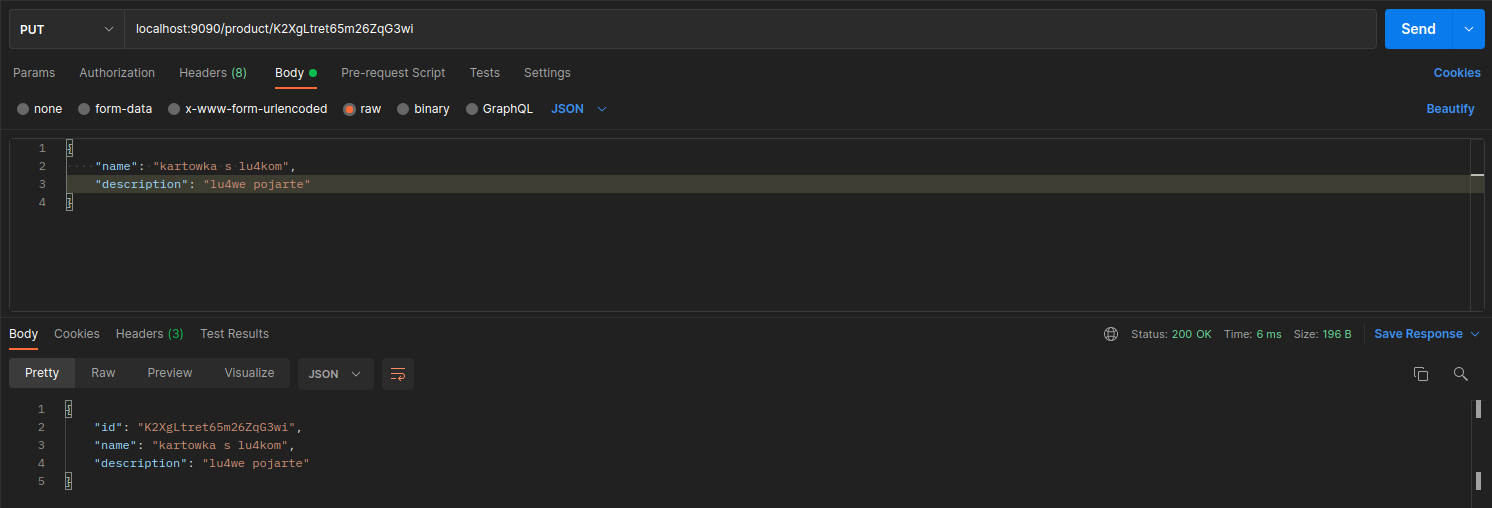 PUT localhost:9090/product/K2XgLtret65m26ZqG3wi Send
Params Authorization Headers (8) Body Pre-request Script Tests Settings Cookies
none form-data x-www-form-urlencoded raw binary GraphQL JSON Beautify
1 {
2 ····"name":·"kartowka·s·lu4kom",
3 "description": "lu4we pojarte"
4 }
Body Cookies Headers (3) Test Results Status: 200 OK Time: 6 ms Size: 196 B Save Response
Pretty Raw Preview Visualize JSON
1 {
2 "id": "K2XgLtret65m26ZqG3wi",
3 "name": "kartowka s lu4kom",
4 "description": "lu4we pojarte"
5 }